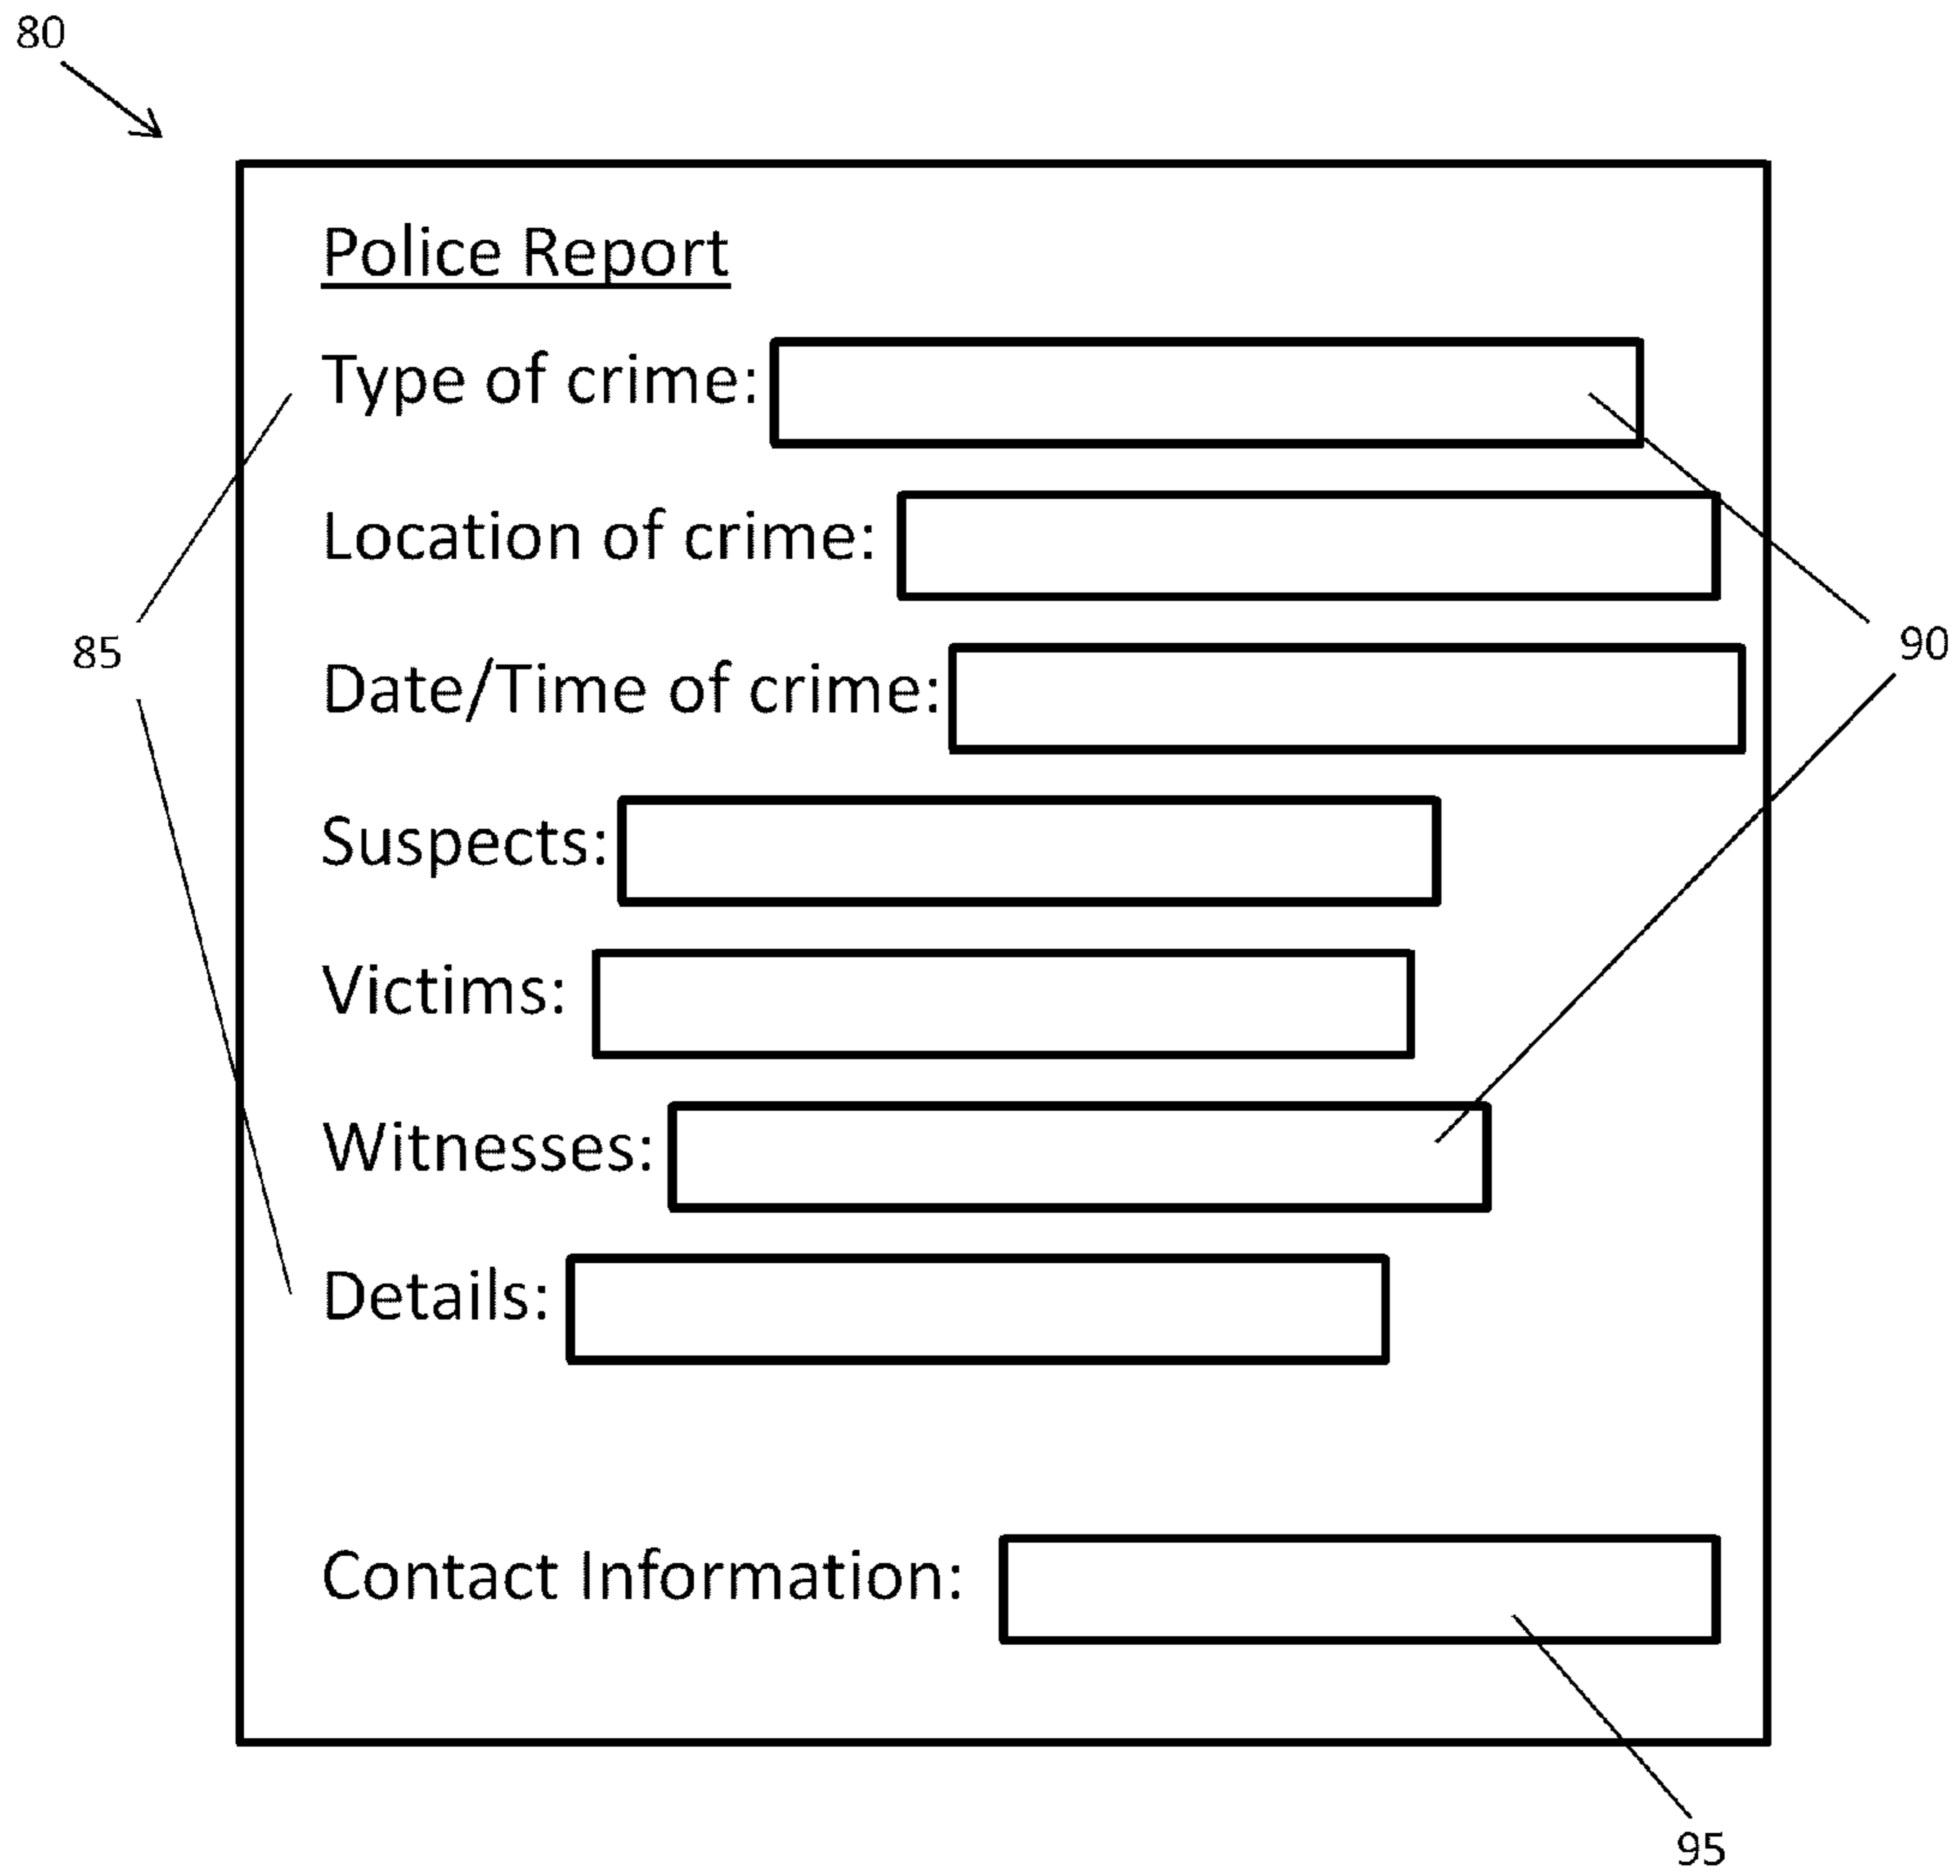 80
Police Report
Type of crime:
Location of crime:
85
90
Date/Time of crime:
Suspects:
Victims:
Witnesses:
Details:
Contact Information:
95